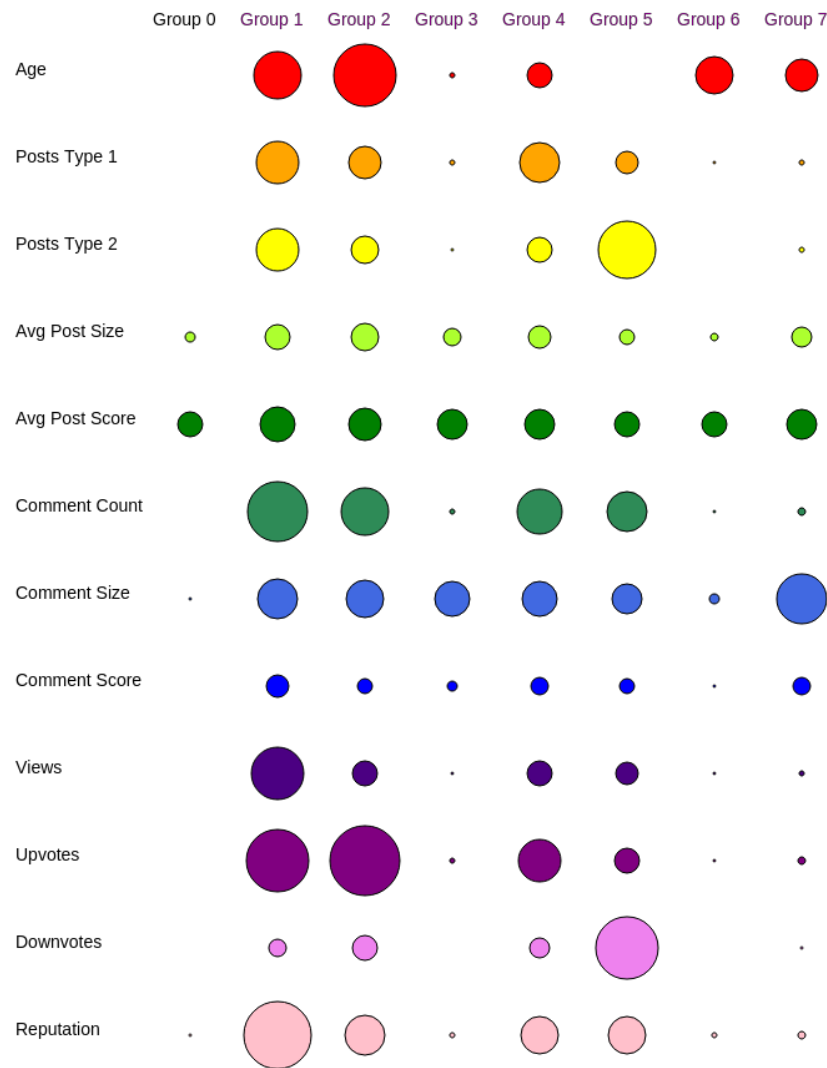 Group 0 Group 1 Group 2 Group 3 Group 4 Group 5 Group 6 Group 7
Age
Posts Type 1
Posts Type 2
Avg Post Size
Avg Post Score
Comment Count
Comment Size
Comment Score
Views
Upvotes
Downvotes
Reputation